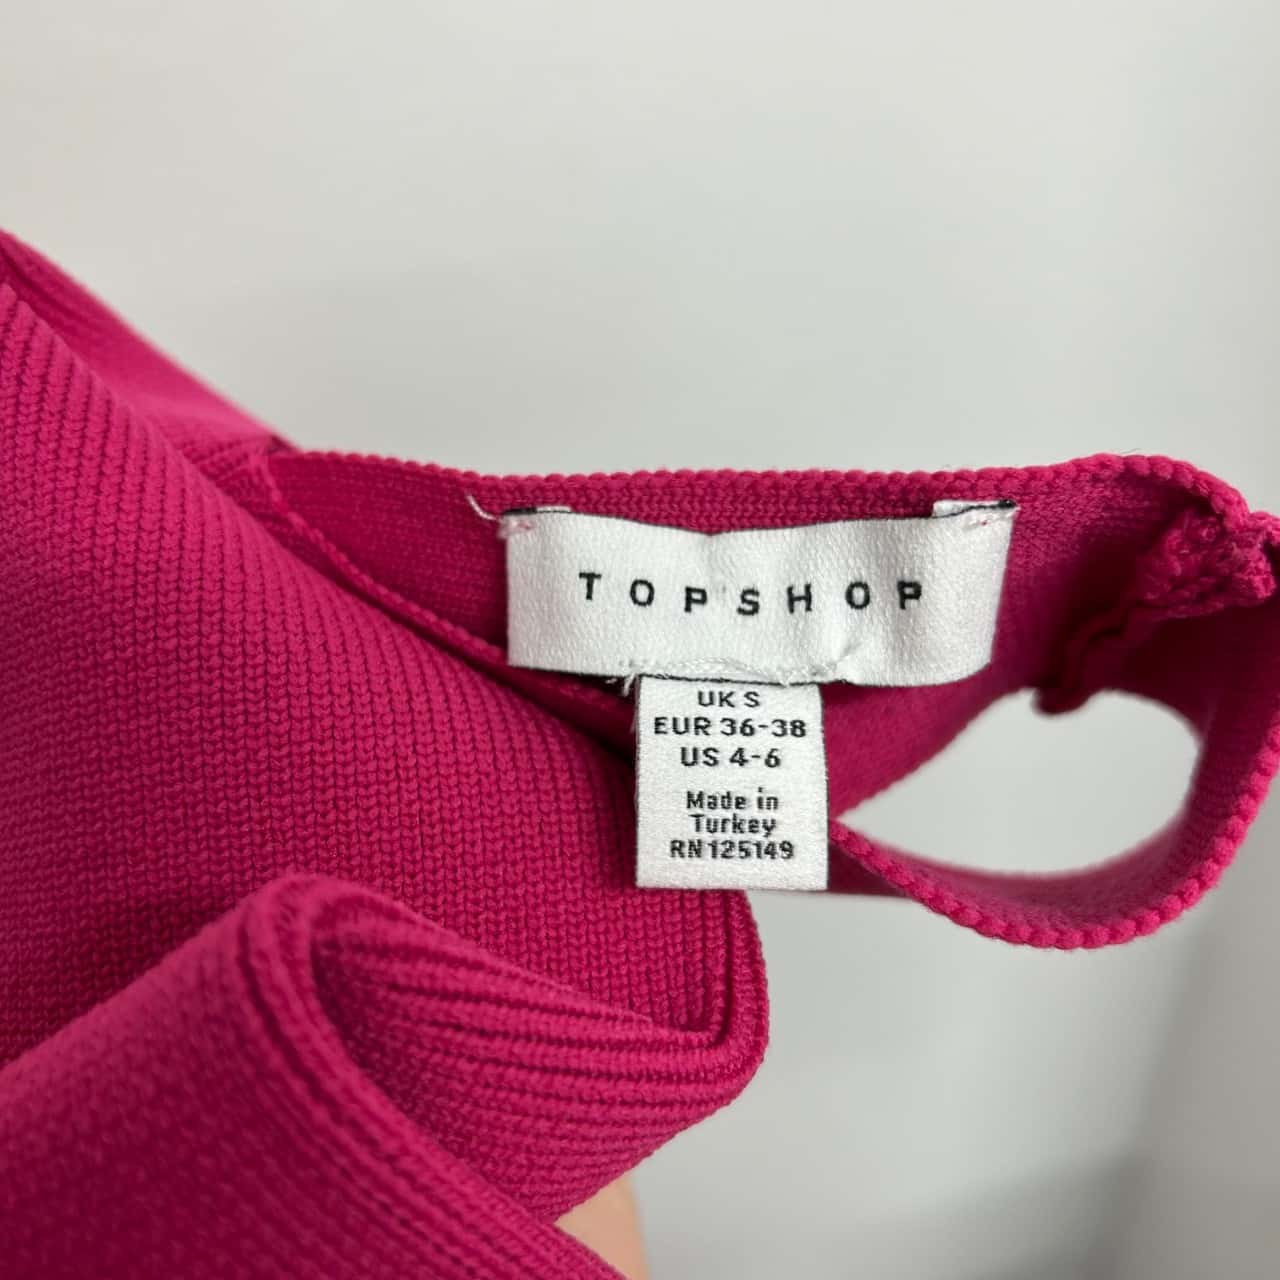 TOPSHOP
UK S
EUR 36-38
US 4-6
Made in
Turkey
RN125149